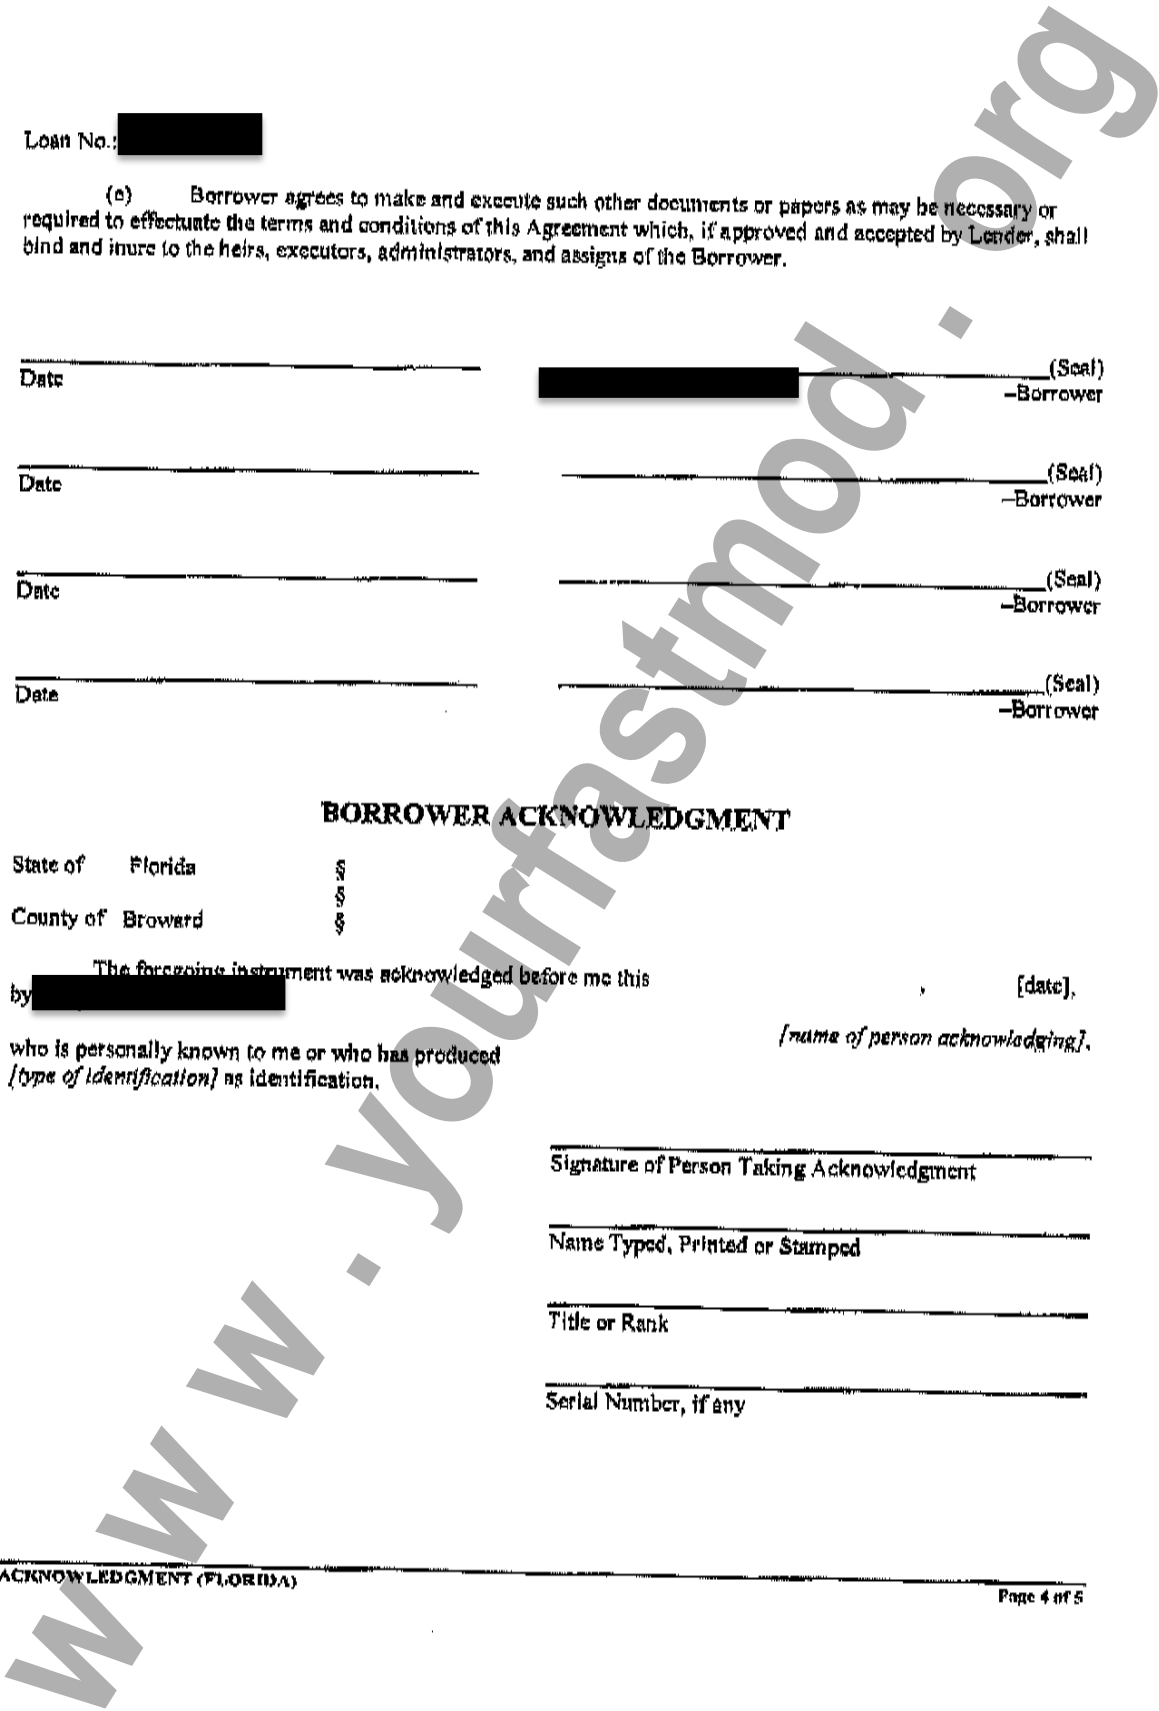 Loan No.:
(e) Borrower agrees to make and execute such other documents or papers as may be necessary or
required to effectuate the terms and conditions of this Agreement which, if approved and accepted by Lender, shall
bind and inure to the heirs, executors, administrators, and assigns of the Borrower.
Date (Seal)
–Borrower
Date (Seal)
–Borrower
Date (Seal)
–Borrower
Date (Seal)
–Borrower
BORROWER ACKNOWLEDGMENT
State of Florida §
§
County of Broward §
The foregoing instrument was acknowledged before me this , [date],
by
[name of person acknowledging],
who is personally known to me or who has produced
[type of identification] as identification.
Signature of Person Taking Acknowledgment
Name Typed, Printed or Stamped
Title or Rank
Serial Number, if any
ACKNOWLEDGMENT (FLORIDA)
Page 4 of 5
www.yourfastmod.org